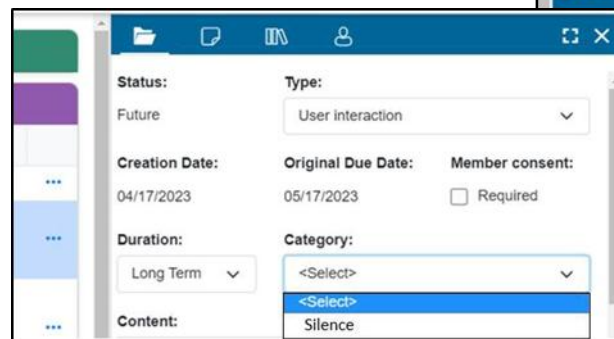 Status: Type:
Future User interaction
Creation Date: Original Due Date: Member consent:
04/17/2023 05/17/2023 Required
Duration: Category:
Long Term <Select>
<Select>
Content: Silence